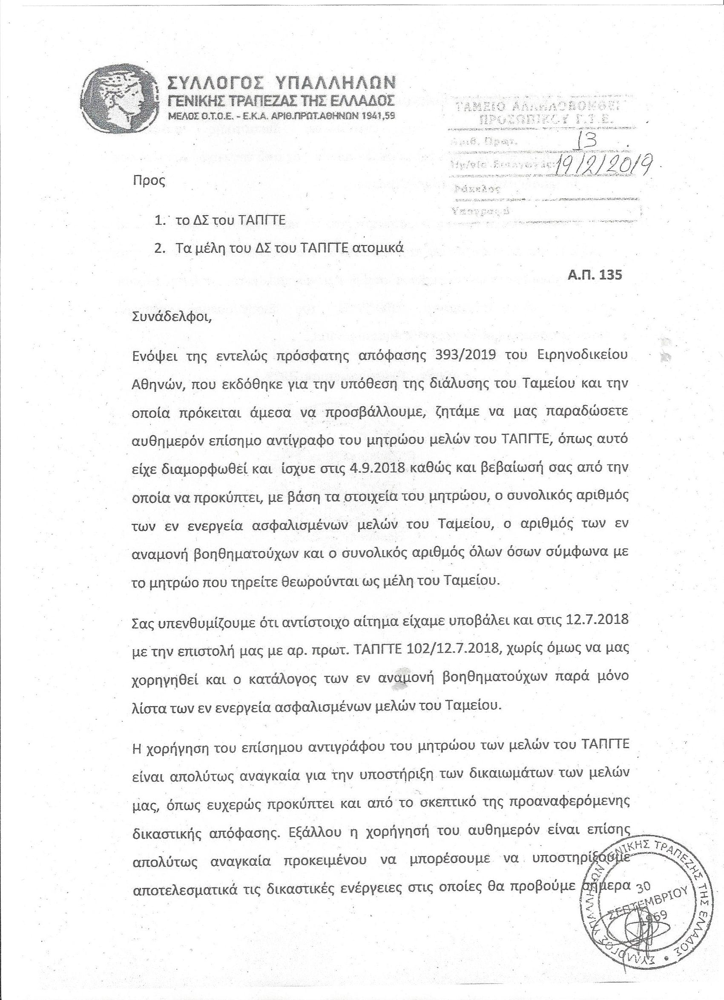 ΣΥΛΛΟΓΟΣ ΥΠΑΛΛΗΛΩΝ
ΓΕΝΙΚΗΣ ΤΡΑΠΕΖΑΣ ΤΗΣ ΕΛΛΑΔΟΣ
ΜΕΛΟΣ Ο.Τ.Ο.Ε. - Ε.Κ.Α. ΑΡΙΘ.ΠΡΩΤ.ΑΘΗΝΩΝ 1941,59
ΤΑΜΕΙΟ ΑΛΛΗΛΟΒΟΗΘΕΙ
ΠΡΟΣΩΠΙΚΟΥ Γ.Τ.Ε.
Αριθ. Πρωτ. 13
19/2/2019
Φάκελος
Υπογραφή
Προς
1. το ΔΣ του ΤΑΠΓΤΕ
2. Τα μέλη του ΔΣ του ΤΑΠΓΤΕ ατομικά
Α.Π. 135
Συνάδελφοι,
Ενόψει της εντελώς πρόσφατης απόφασης 393/2019 του Ειρηνοδικείου
Αθηνών, που εκδόθηκε για την υπόθεση της διάλυσης του Ταμείου και την
οποία πρόκειται άμεσα να προσβάλλουμε, ζητάμε να μας παραδώσετε
αυθημερόν επίσημο αντίγραφο του μητρώου μελών του ΤΑΠΓΤΕ, όπως αυτό
είχε διαμορφωθεί και ίσχυε στις 4.9.2018 καθώς και βεβαίωσή σας από την
οποία να προκύπτει, με βάση τα στοιχεία του μητρώου, ο συνολικός αριθμός
των εν ενεργεία ασφαλισμένων μελών του Ταμείου, ο αριθμός των εν
αναμονή βοηθηματούχων και ο συνολικός αριθμός όλων όσων σύμφωνα με
το μητρώο που τηρείτε θεωρούνται ως μέλη του Ταμείου.
Σας υπενθυμίζουμε ότι αντίστοιχο αίτημα είχαμε υποβάλει και στις 12.7.2018
με την επιστολή μας με αρ. πρωτ. ΤΑΠΓΤΕ 102/12.7.2018, χωρίς όμως να μας
χορηγηθεί και ο κατάλογος των εν αναμονή βοηθηματούχων παρά μόνο
λίστα των εν ενεργεία ασφαλισμένων μελών του Ταμείου.
Η χορήγηση του επίσημου αντιγράφου του μητρώου των μελών του ΤΑΠΓΤΕ
είναι απολύτως αναγκαία για την υποστήριξη των δικαιωμάτων των μελών
μας, όπως ευχερώς προκύπτει και από το σκεπτικό της προαναφερόμενης
δικαστικής απόφασης. Εξάλλου η χορήγησή του αυθημερόν είναι επίσης
απολύτως αναγκαία προκειμένου να μπορέσουμε να υποστηρίξουμε
αποτελεσματικά τις δικαστικές ενέργειες στις οποίες θα προβούμε σήμερα
ΣΥΛΛΟΓΟΣ ΥΠΑΛΛΗΛΩΝ ΓΕΝΙΚΗΣ ΤΡΑΠΕΖΗΣ ΤΗΣ ΕΛΛΑΔΟΣ
30
ΣΕΠΤΕΜΒΡΙΟΥ
1959